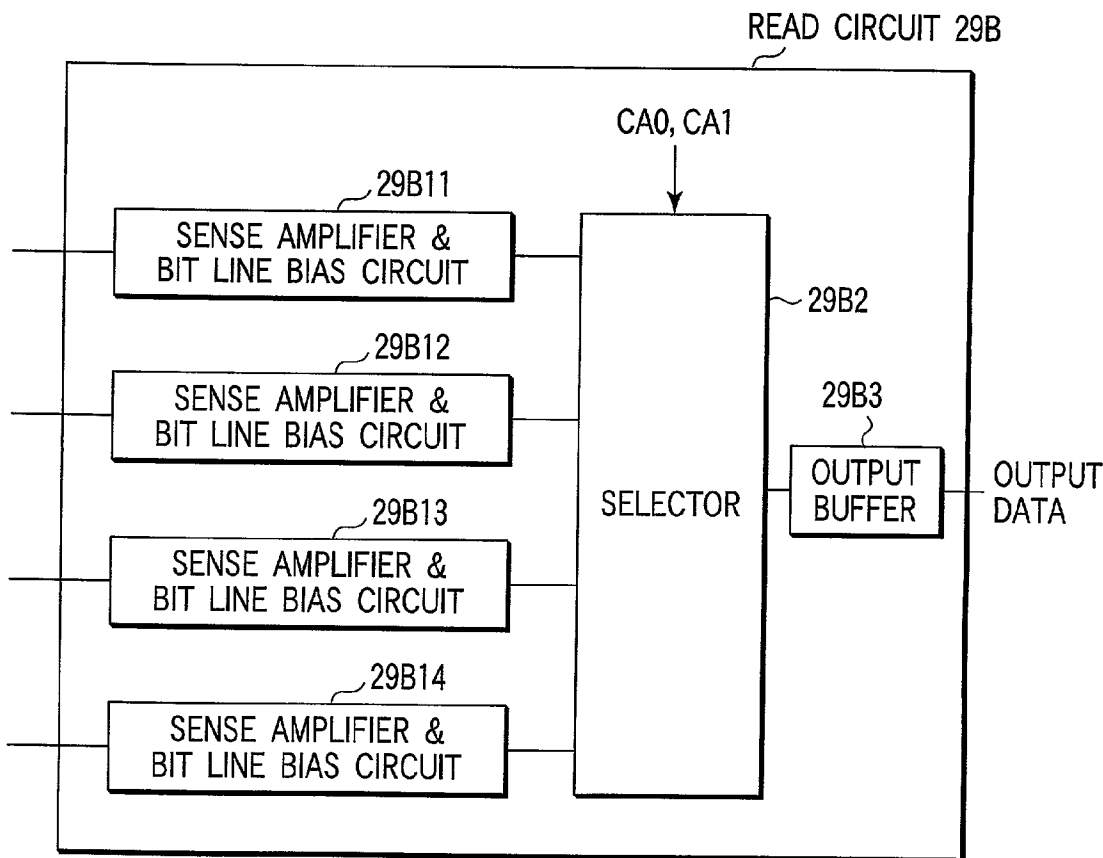 READ CIRCUIT 29B
CA0, CA1
29B11
SENSE AMPLIFIER &
BIT LINE BIAS CIRCUIT
29B2
29B12
SENSE AMPLIFIER &
BIT LINE BIAS CIRCUIT
29B3
OUTPUT
BUFFER
OUTPUT
DATA
SELECTOR
29B13
SENSE AMPLIFIER &
BIT LINE BIAS CIRCUIT
29B14
SENSE AMPLIFIER &
BIT LINE BIAS CIRCUIT